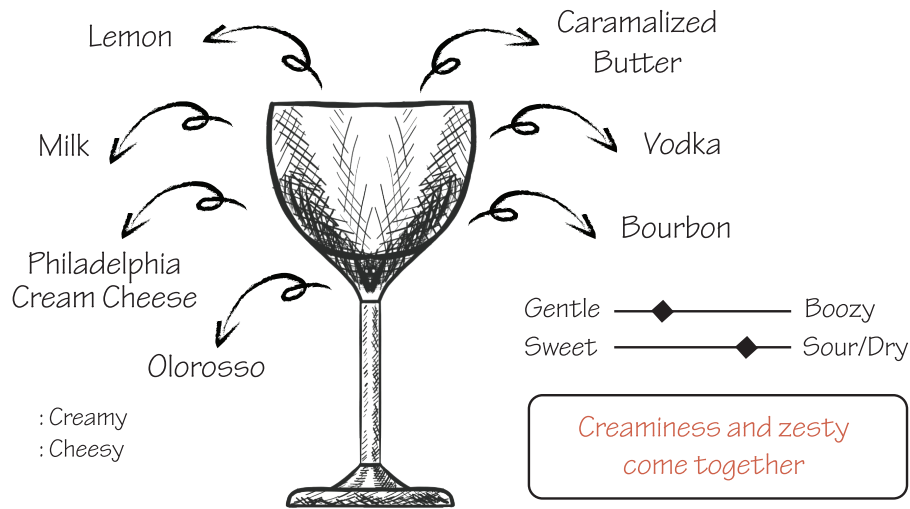 Lemon
Caramalized
Butter
Milk
Vodka
Philadelphia
Cream Cheese
Bourbon
Olorosso
Gentle
Boozy
Sweet
Sour/Dry
: Creamy
: Cheesy
Creaminess and zesty
come together